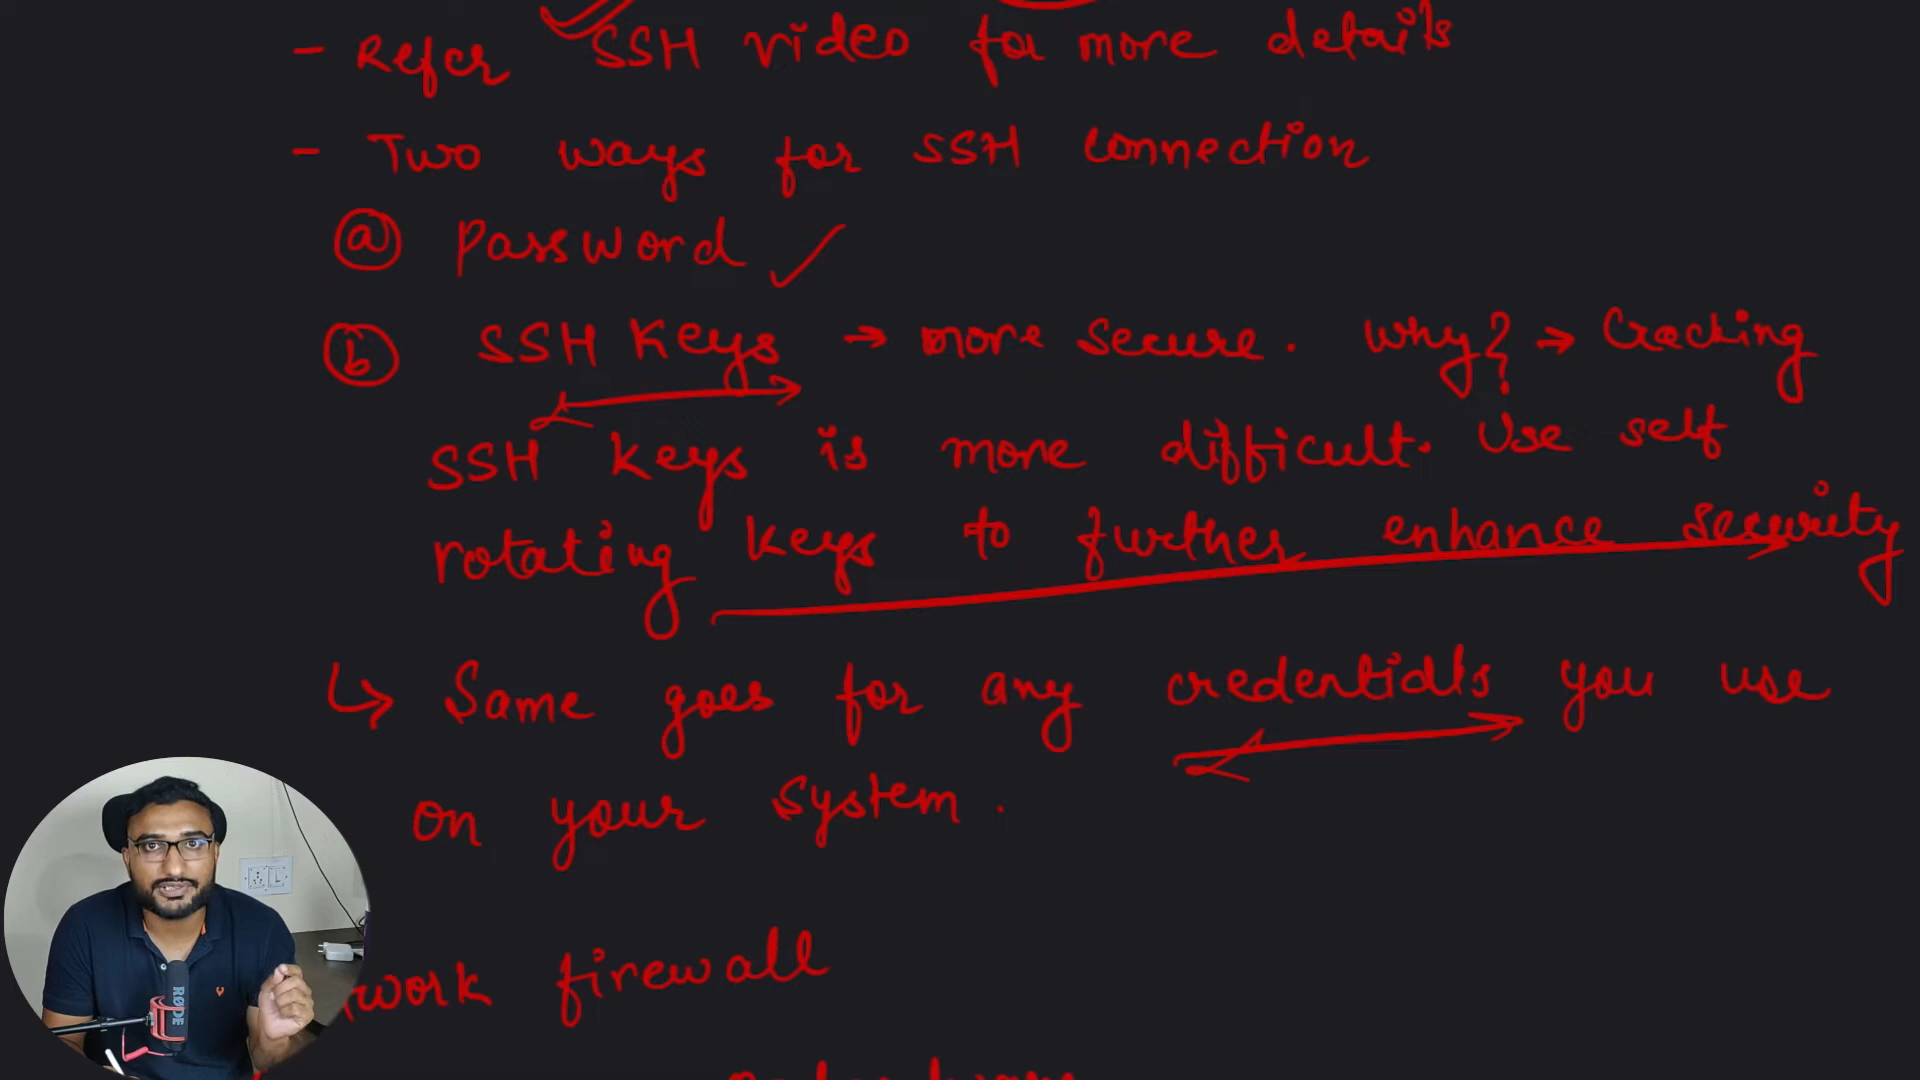 - Refer SSH video for more details
- Two ways for SSH connection
(a) Password ✓
(b) SSH Keys → more secure. Why? → Cracking
SSH keys is more difficult. Use self
rotating keys to further enhance security
↳ Same goes for any credentials you use
on your system.
work firewall
RØDE